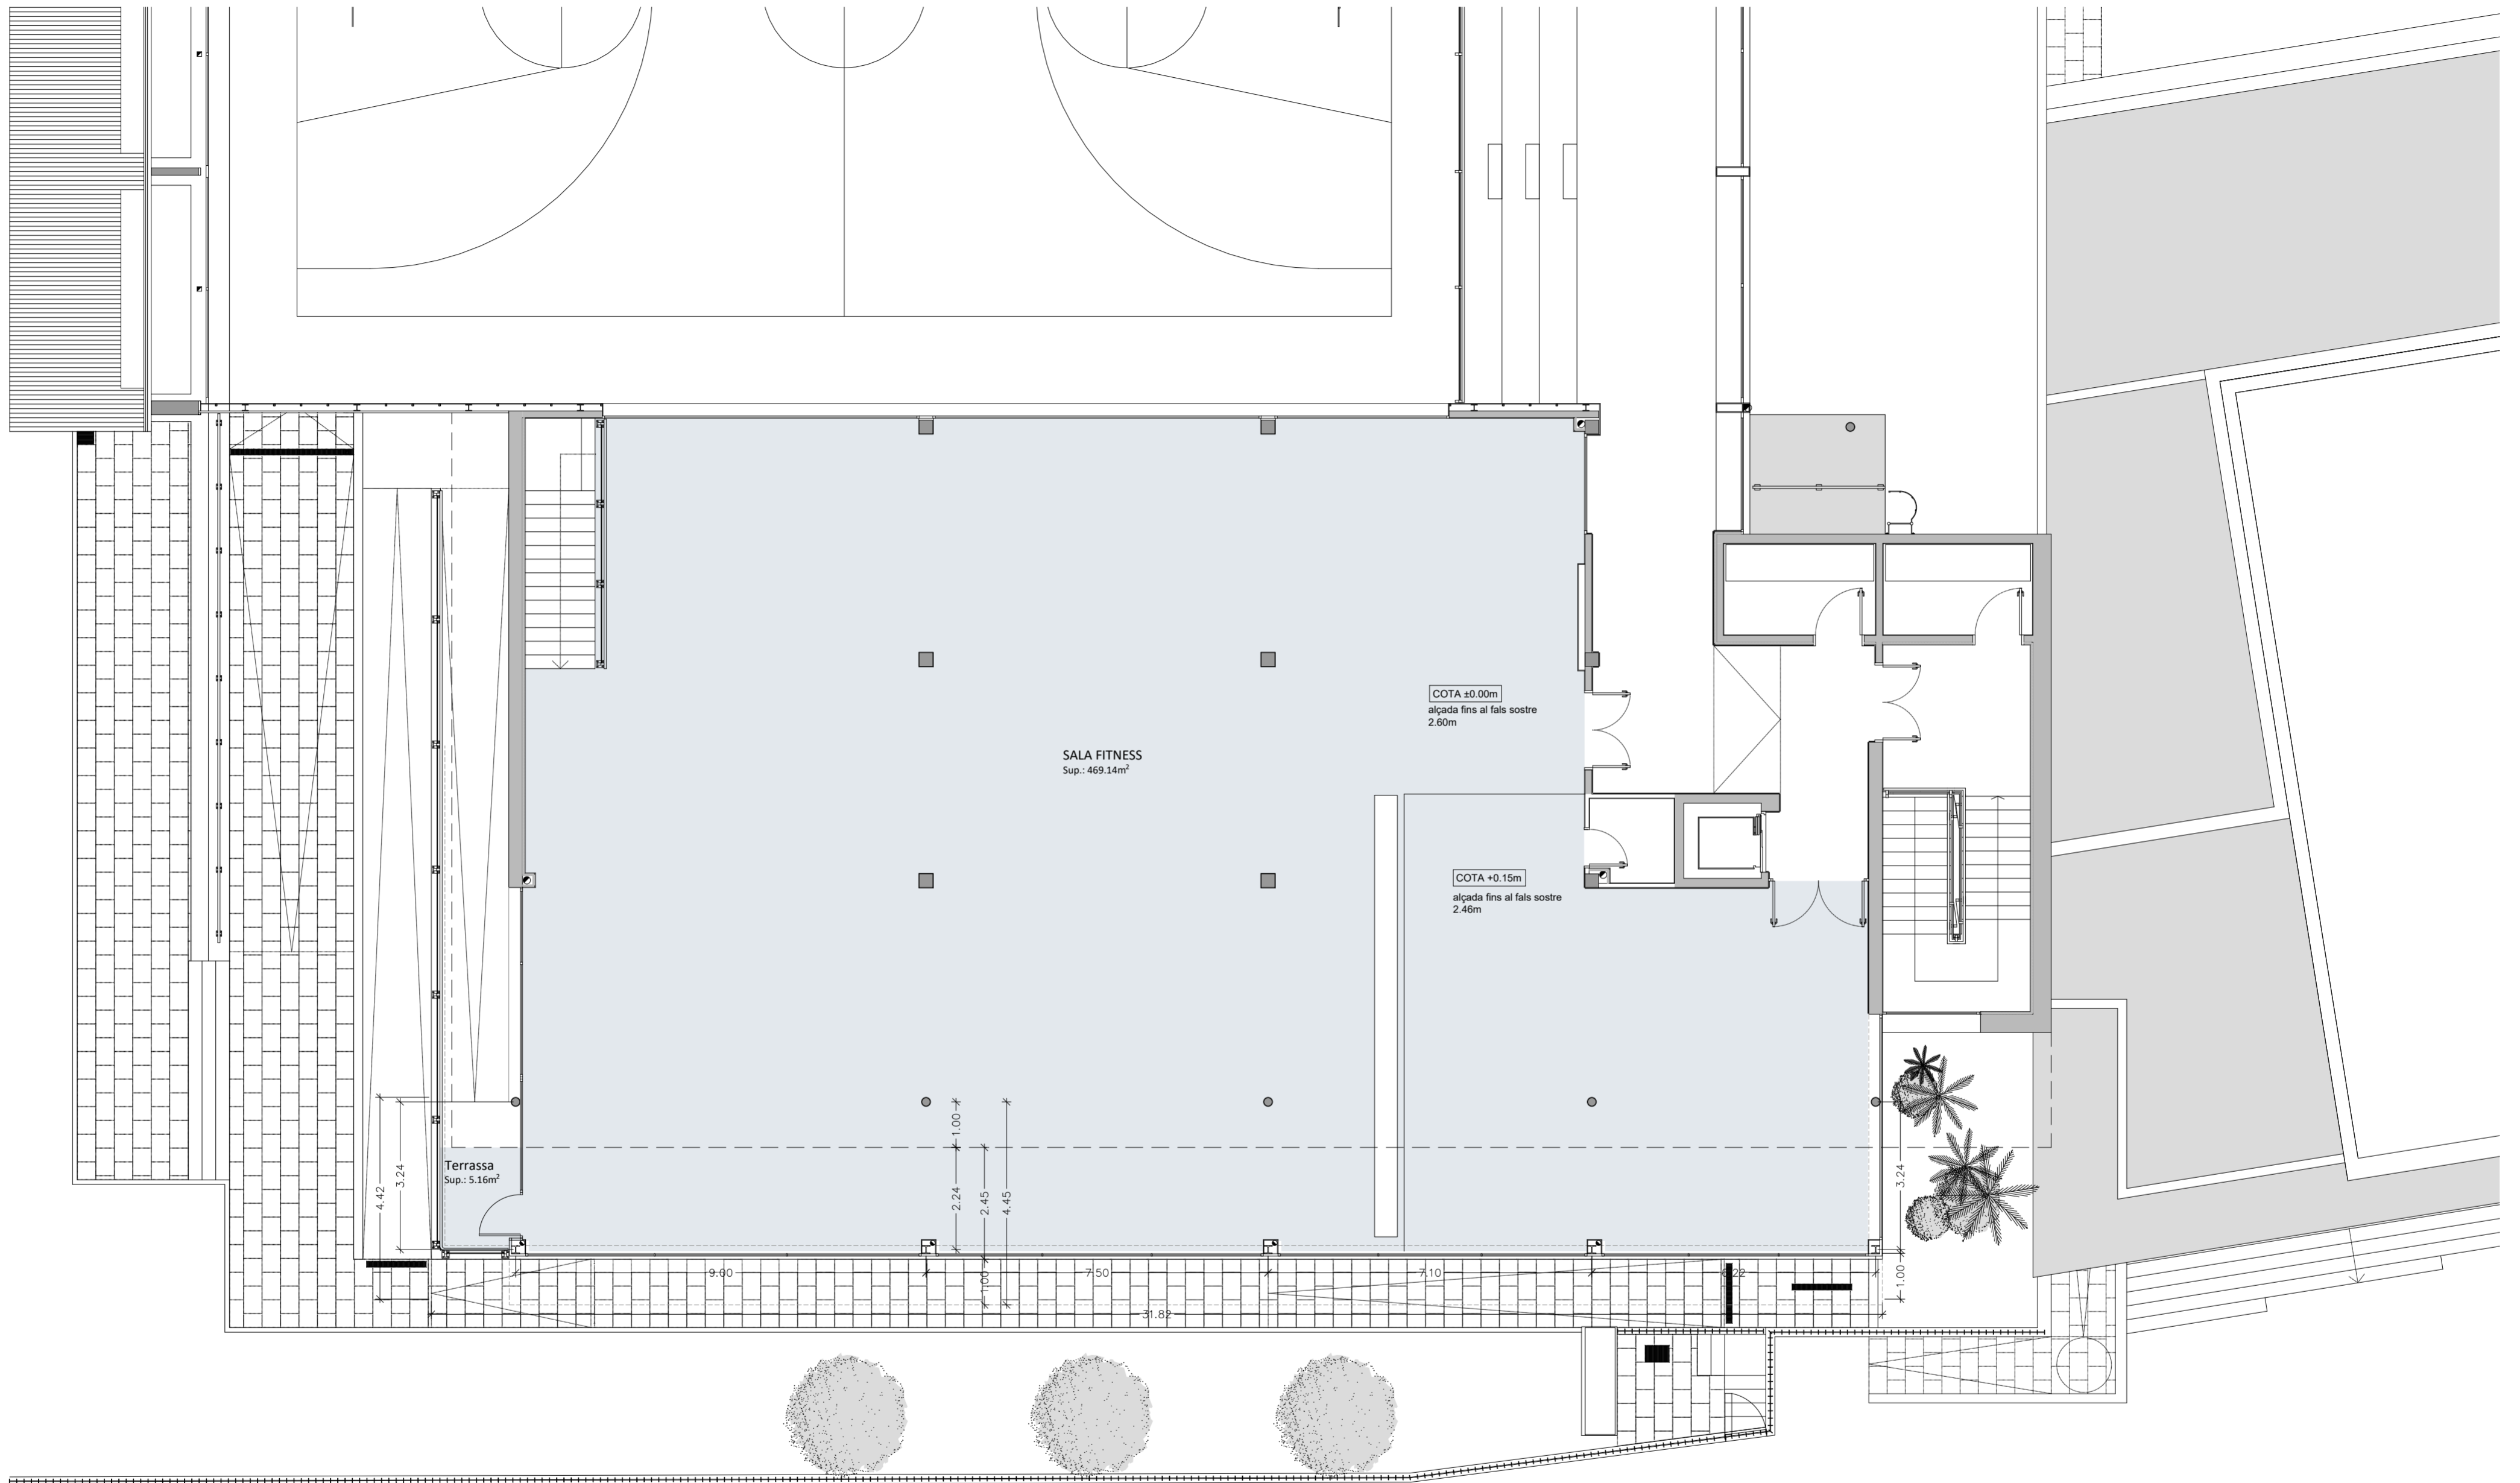 COTA ±0.00m
alçada fins al fals sostre
2.60m
SALA FITNESS
Sup.: 469.14m²
COTA +0.15m
alçada fins al fals sostre
2.46m
Terrassa
Sup.: 5.16m²
4.42
3.24
1.00
2.24
2.45
4.45
3.24
9.00
1.00
7.50
7.10
6.22
1.00
31.82